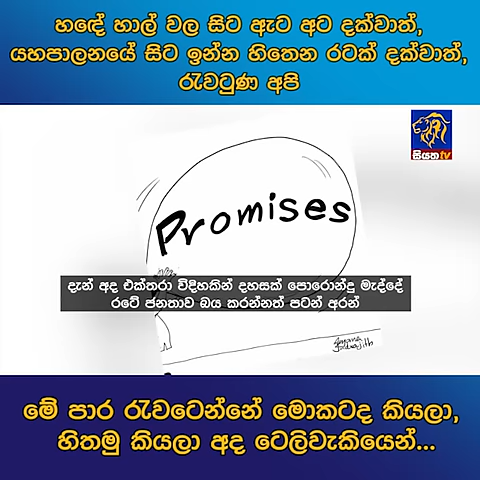 හඳේ හාල් වල සිට ඇට අට දක්වාත්,
යහපාලනයේ සිට ඉන්න හිතෙන රටක් දක්වාත්,
රැවටුණ අපි
සියත tv
Promises
දැන් අද එක්තරා විදිහකින් දහසක් පොරොන්දු මැද්දේ
රටේ ජනතාව බය කරන්නත් පටන් අරන්
මේ පාර රැවටෙන්නේ මොකටද කියලා,
හිතමු කියලා අද ටෙලිවැකියෙන්...